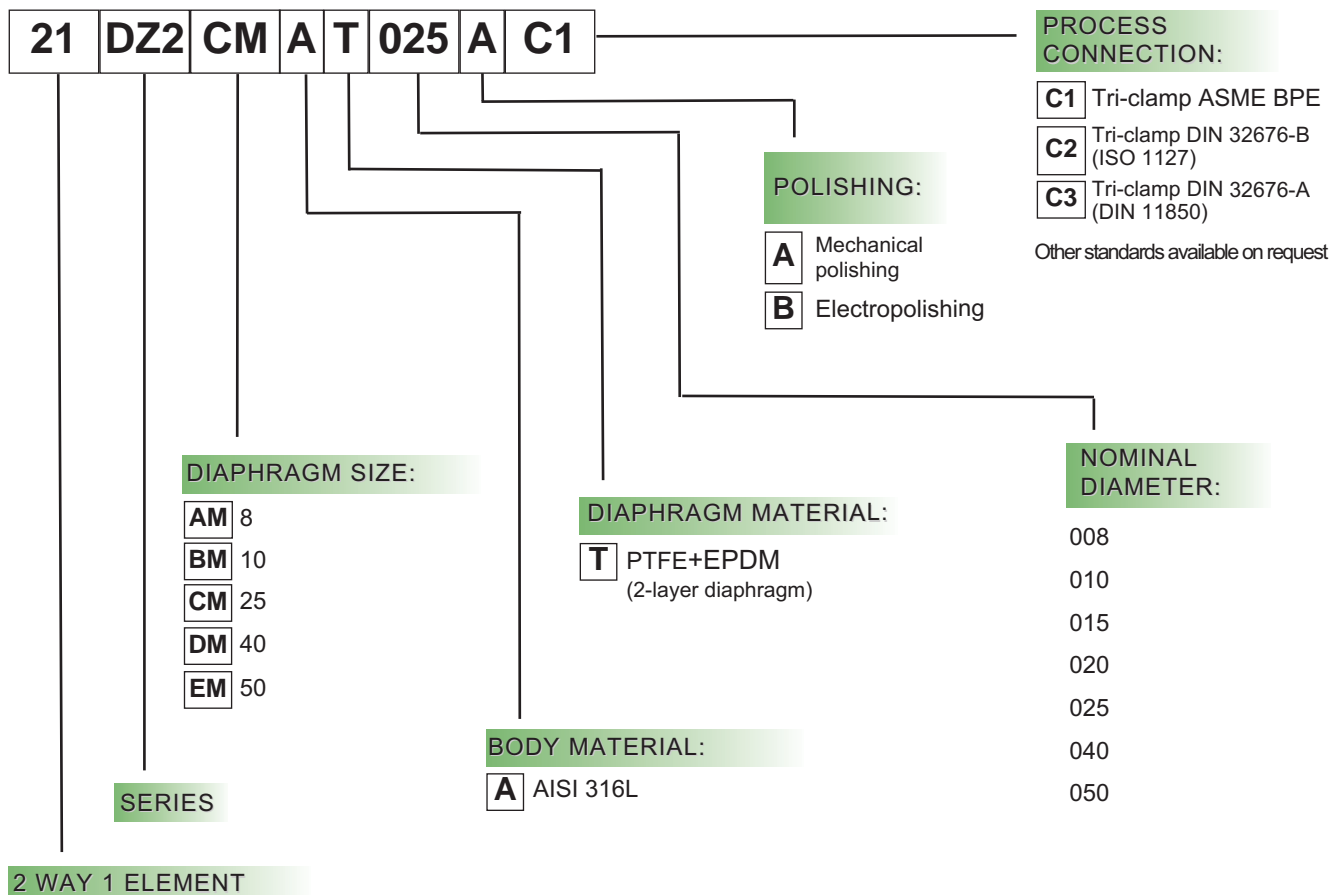 21 DZ2 CM A T 025 A C1
PROCESS
CONNECTION:
C1 Tri-clamp ASME BPE
C2 Tri-clamp DIN 32676-B
(ISO 1127)
C3 Tri-clamp DIN 32676-A
(DIN 11850)
Other standards available on request
POLISHING:
A Mechanical
polishing
B Electropolishing
NOMINAL
DIAMETER:
008
010
015
020
025
040
050
DIAPHRAGM SIZE:
AM 8
BM 10
CM 25
DM 40
EM 50
DIAPHRAGM MATERIAL:
T PTFE+EPDM
(2-layer diaphragm)
BODY MATERIAL:
A AISI 316L
SERIES
2 WAY 1 ELEMENT